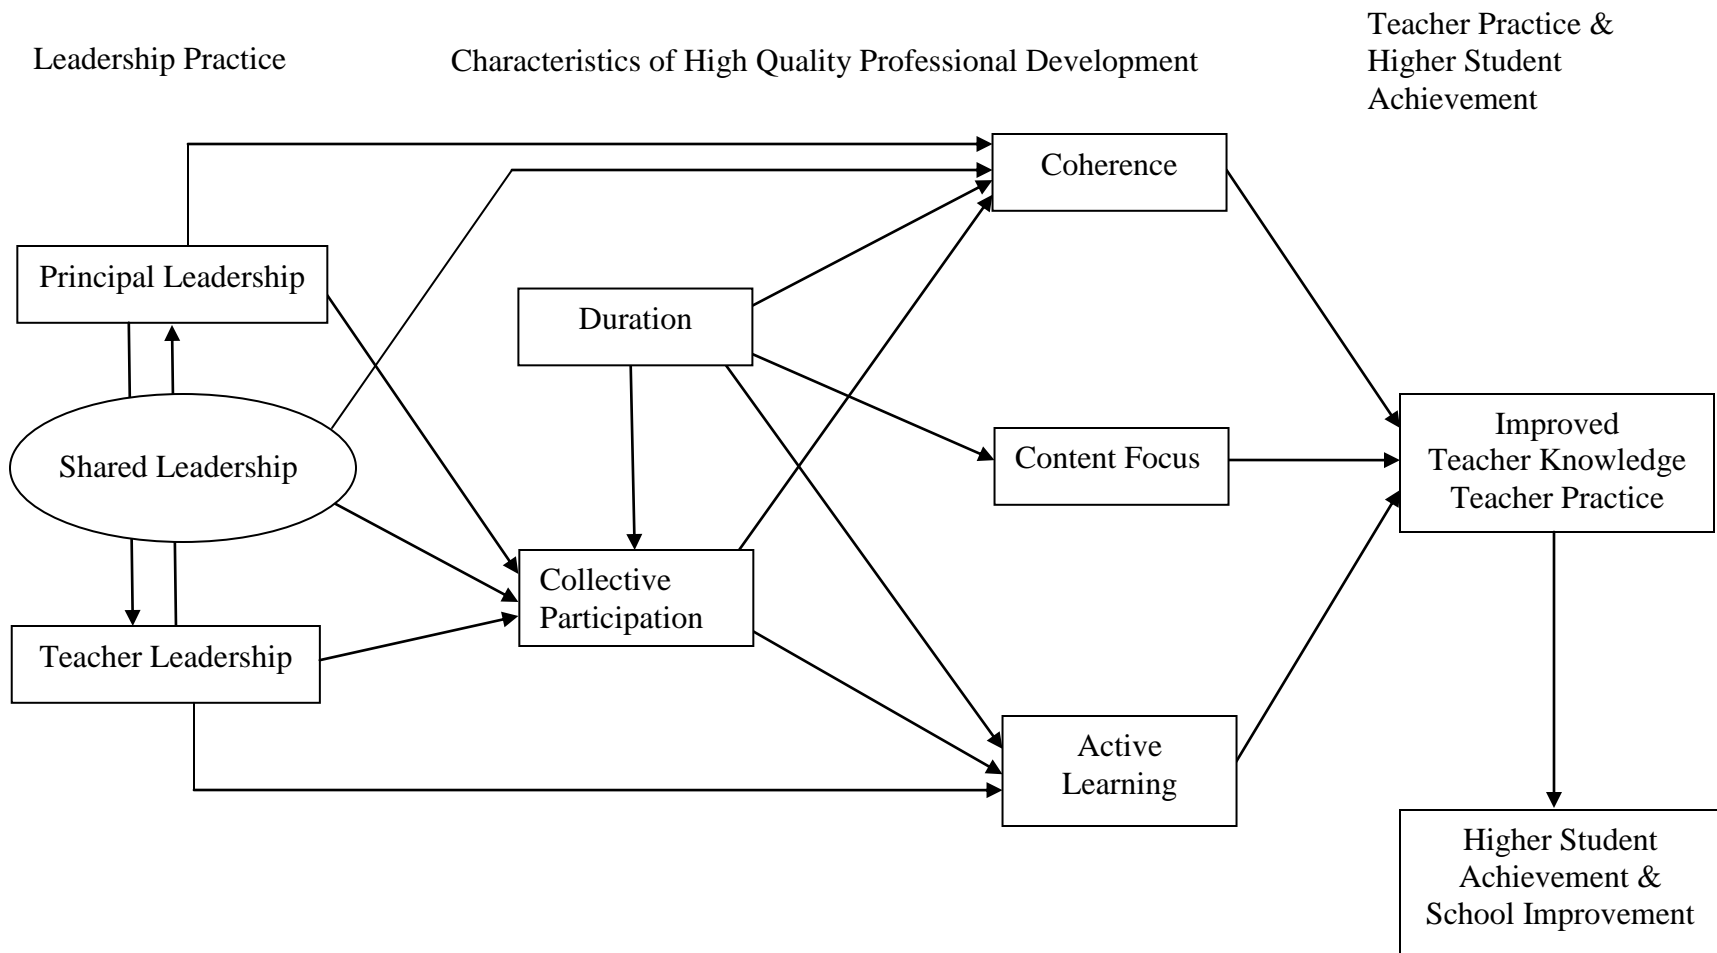 Leadership Practice
Characteristics of High Quality Professional Development
Teacher Practice &
Higher Student
Achievement
Coherence
Principal Leadership
Duration
Shared Leadership
Content Focus
Improved
Teacher Knowledge
Teacher Practice
Collective
Participation
Teacher Leadership
Active
Learning
Higher Student
Achievement &
School Improvement